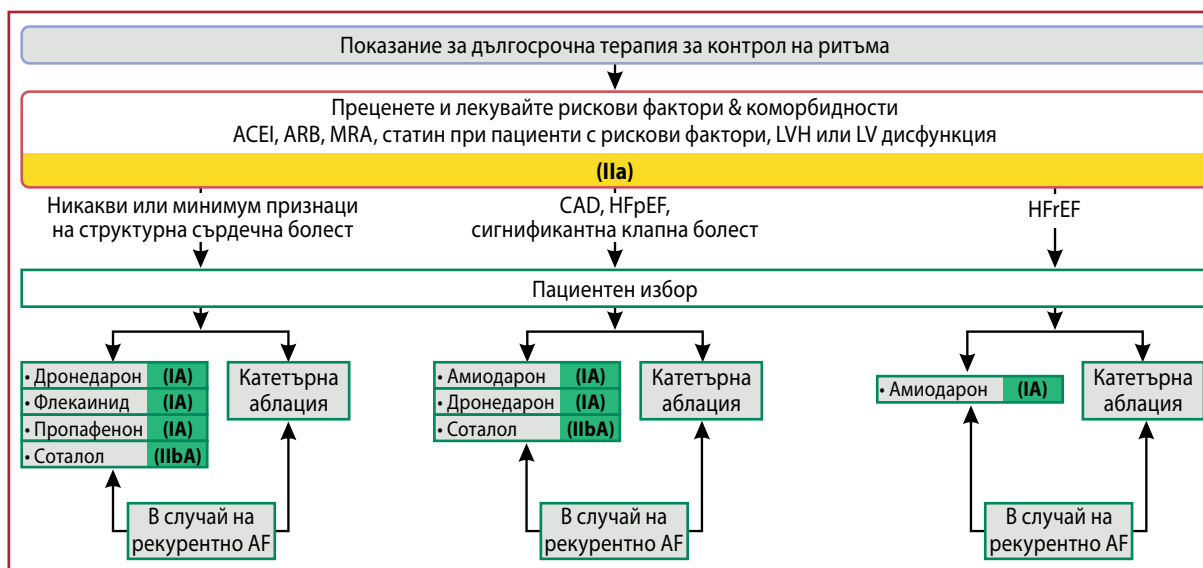 Показание за дългосрочна терапия за контрол на ритъма
Преценете и лекувайте рискови фактори & коморбидности
ACEI, ARB, MRA, статин при пациенти с рискови фактори, LVH или LV дисфункция
(IIa)
Никакви или минимум признаци
на структурна сърдечна болест
CAD, HFpEF,
сигнификантна клапна болест
HFrEF
Пациентен избор
• Дронедарон (IA)
• Флекаинид (IA)
• Пропафенон (IA)
• Соталол (IIbA)
Катетърна
аблация
• Амиодарон (IA)
• Дронедарон (IA)
• Соталол (IIbA)
Катетърна
аблация
• Амиодарон (IA)
Катетърна
аблация
В случай на
рекурентно AF
В случай на
рекурентно AF
В случай на
рекурентно AF